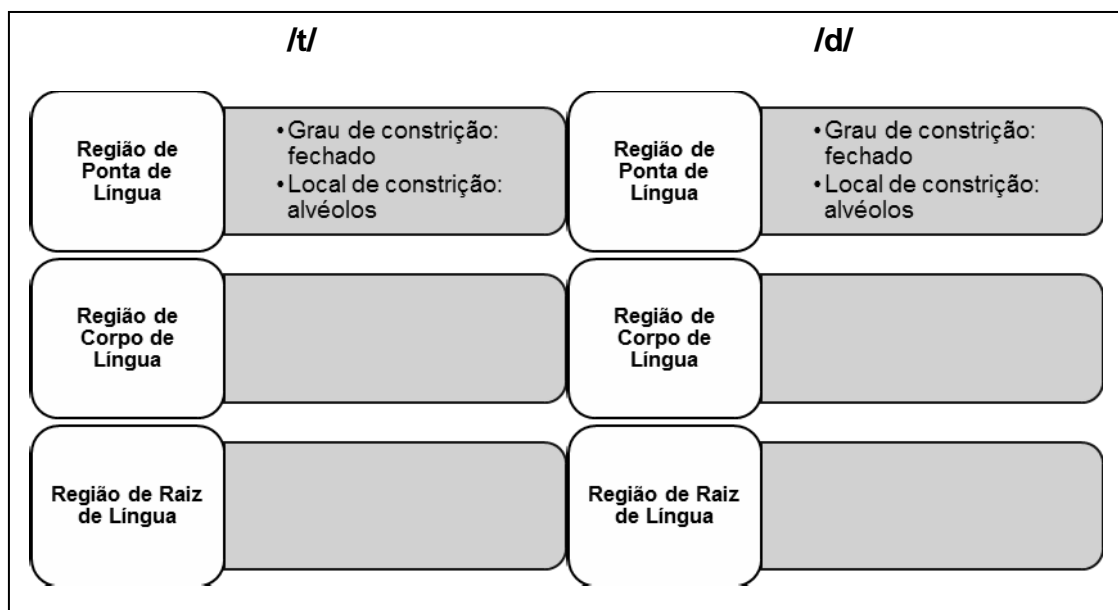 /t/
/d/
Região de
Ponta de
Língua
•Grau de constrição:
fechado
•Local de constrição:
alvéolos
Região de
Ponta de
Língua
•Grau de constrição:
fechado
•Local de constrição:
alvéolos
Região de
Corpo de
Língua
Região de
Corpo de
Língua
Região de Raiz
de Língua
Região de Raiz
de Língua